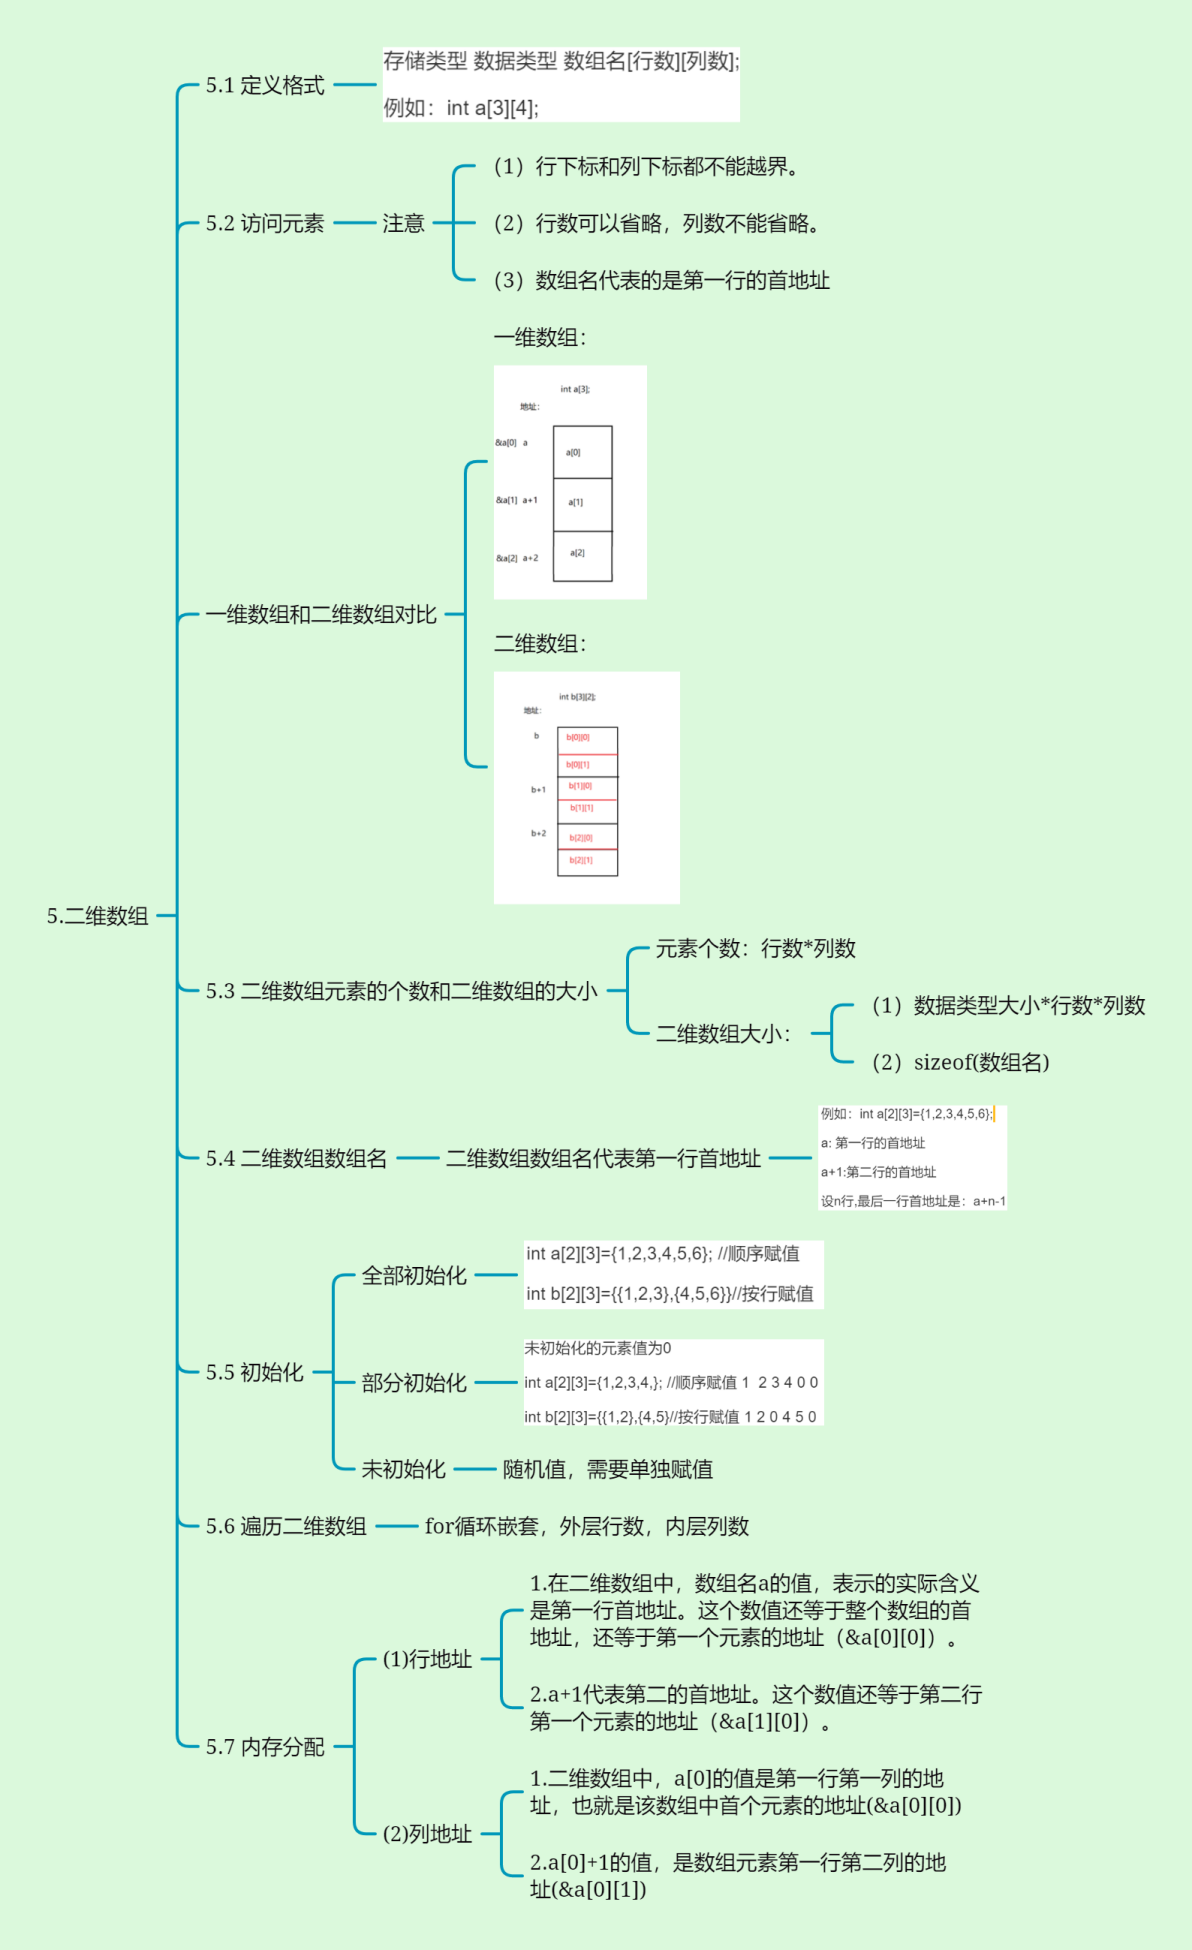 5.二维数组
5.1 定义格式
存储类型 数据类型 数组名[行数][列数];
例如：int a[3][4];
5.2 访问元素
注意
（1）行下标和列下标都不能越界。
（2）行数可以省略，列数不能省略。
（3）数组名代表的是第一行的首地址
一维数组和二维数组对比
一维数组：
int a[3];
地址：
&a[0] a
a[0]
&a[1] a+1
a[1]
&a[2] a+2
a[2]
二维数组：
int b[3][2];
地址：
b
b[0][0]
b[0][1]
b+1
b[1][0]
b[1][1]
b+2
b[2][0]
b[2][1]
5.3 二维数组元素的个数和二维数组的大小
元素个数：行数*列数
二维数组大小：
（1）数据类型大小*行数*列数
（2）sizeof(数组名)
5.4 二维数组数组名
二维数组数组名代表第一行首地址
例如：int a[2][3]={1,2,3,4,5,6};
a: 第一行的首地址
a+1:第二行的首地址
设n行,最后一行首地址是：a+n-1
5.5 初始化
全部初始化
int a[2][3]={1,2,3,4,5,6}; //顺序赋值
int b[2][3]={{1,2,3},{4,5,6}}//按行赋值
部分初始化
未初始化的元素值为0
int a[2][3]={1,2,3,4,}; //顺序赋值 1 2 3 4 0 0
int b[2][3]={{1,2},{4,5}//按行赋值 1 2 0 4 5 0
未初始化
随机值，需要单独赋值
5.6 遍历二维数组
for循环嵌套，外层行数，内层列数
5.7 内存分配
(1)行地址
1.在二维数组中，数组名a的值，表示的实际含义
是第一行首地址。这个数值还等于整个数组的首
地址，还等于第一个元素的地址（&a[0][0]）。
2.a+1代表第二的首地址。这个数值还等于第二行
第一个元素的地址（&a[1][0]）。
(2)列地址
1.二维数组中，a[0]的值是第一行第一列的地
址，也就是该数组中首个元素的地址(&a[0][0])
2.a[0]+1的值，是数组元素第一行第二列的地
址(&a[0][1])